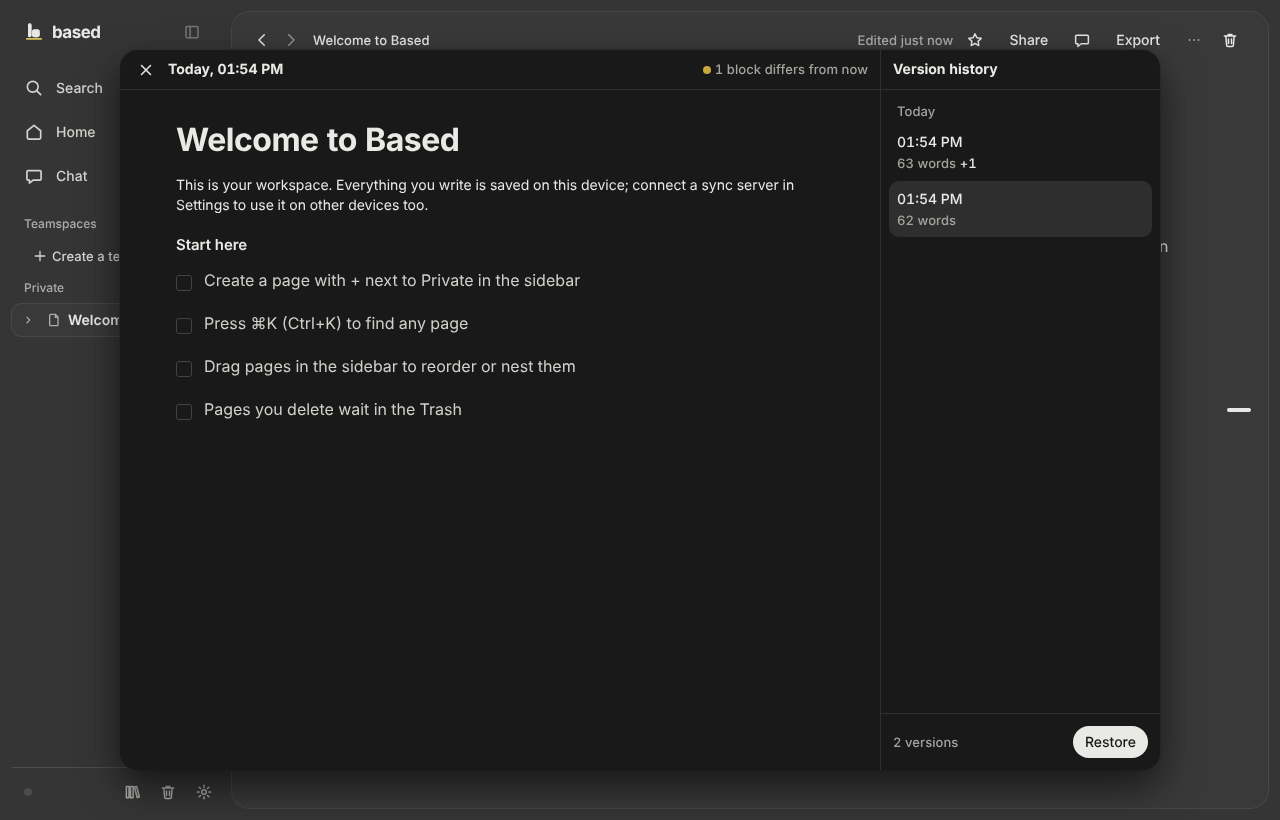 based
Search
Home
Chat
Teamspaces
Create a te
Private
Welcom
Welcome to Based
Edited just now
Share
Export
Today, 01:54 PM
1 block differs from now
Welcome to Based
This is your workspace. Everything you write is saved on this device; connect a sync server in
Settings to use it on other devices too.
Start here
Create a page with + next to Private in the sidebar
Press ⌘K (Ctrl+K) to find any page
Drag pages in the sidebar to reorder or nest them
Pages you delete wait in the Trash
Version history
Today
01:54 PM
63 words +1
01:54 PM
62 words
n
2 versions
Restore